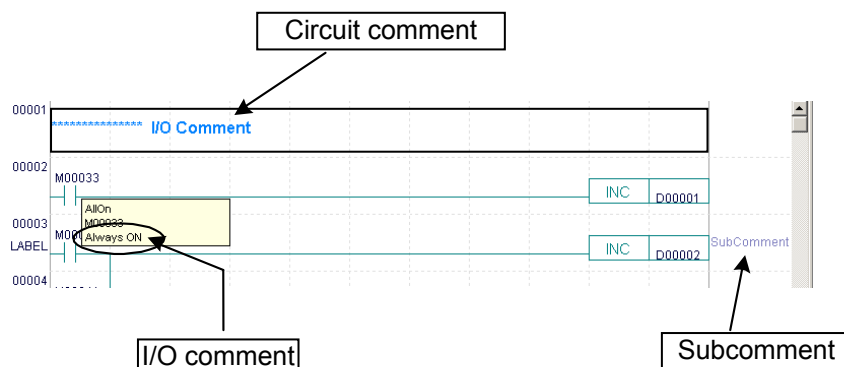 Circuit comment
00001
*************** I/O Comment
00002
M00033
INC D00001
AllOn
M00033
Always ON
00003
LABEL
INC D00002
SubComment
00004
I/O comment
Subcomment